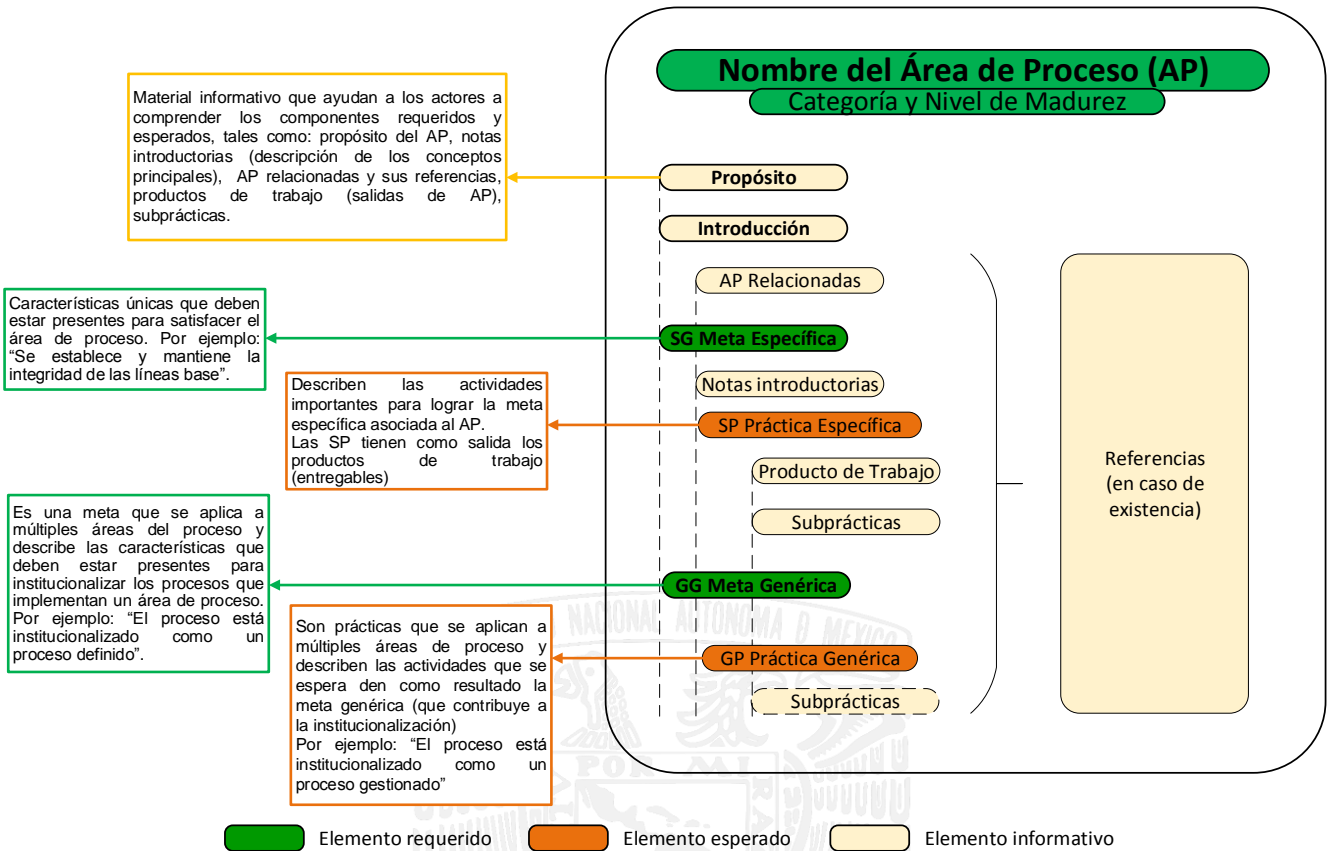 Nombre del Área de Proceso (AP)
Categoría y Nivel de Madurez
Material informativo que ayudan a los actores a
comprender los componentes requeridos y
esperados, tales como: propósito del AP, notas
introductorias (descripción de los conceptos
principales), AP relacionadas y sus referencias,
productos de trabajo (salidas de AP),
subprácticas.
Propósito
Introducción
AP Relacionadas
Características únicas que deben
estar presentes para satisfacer el
área de proceso. Por ejemplo:
“Se establece y mantiene la
integridad de las líneas base”.
SG Meta Específica
Notas introductorias
Describen las actividades
importantes para lograr la meta
específica asociada al AP.
Las SP tienen como salida los
productos de trabajo
(entregables)
SP Práctica Específica
Producto de Trabajo
Subprácticas
Referencias
(en caso de
existencia)
Es una meta que se aplica a
múltiples áreas del proceso y
describe las características que
deben estar presentes para
institucionalizar los procesos que
implementan un área de proceso.
Por ejemplo: “El proceso está
institucionalizado como un
proceso definido”.
GG Meta Genérica
Son prácticas que se aplican a
múltiples áreas de proceso y
describen las actividades que se
espera den como resultado la
meta genérica (que contribuye a
la institucionalización)
Por ejemplo: “El proceso está
institucionalizado como un
proceso gestionado”
GP Práctica Genérica
Subprácticas
NACIONAL AUTONOMA D MEXICO
POR MI RA
Elemento requerido
Elemento esperado
Elemento informativo